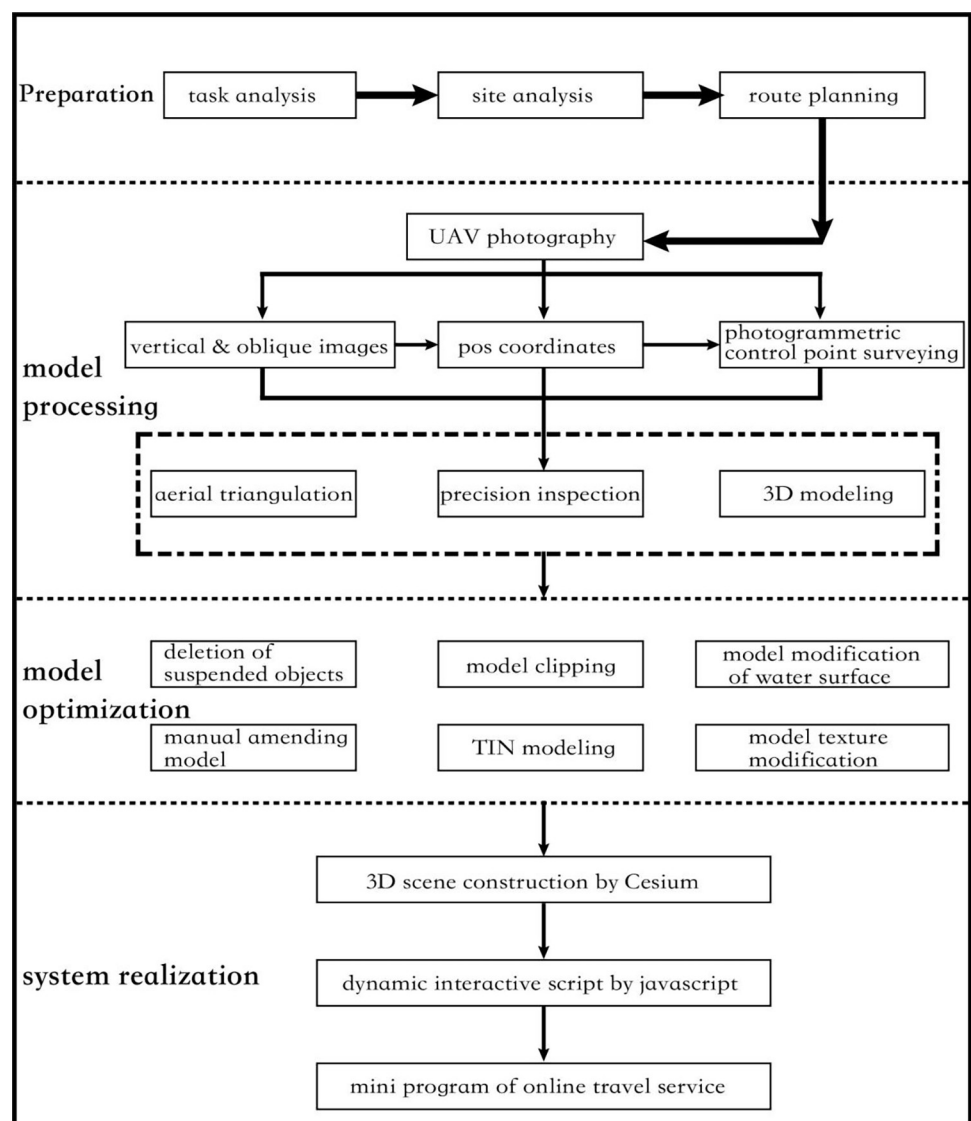 Preparation
task analysis
site analysis
route planning
UAV photography
vertical & oblique images
pos coordinates
photogrammetric
control point surveying
model
processing
aerial triangulation
precision inspection
3D modeling
model
optimization
deletion of
suspended objects
model clipping
model modification
of water surface
manual amending
model
TIN modeling
model texture
modification
system realization
3D scene construction by Cesium
dynamic interactive script by javascript
mini program of online travel service